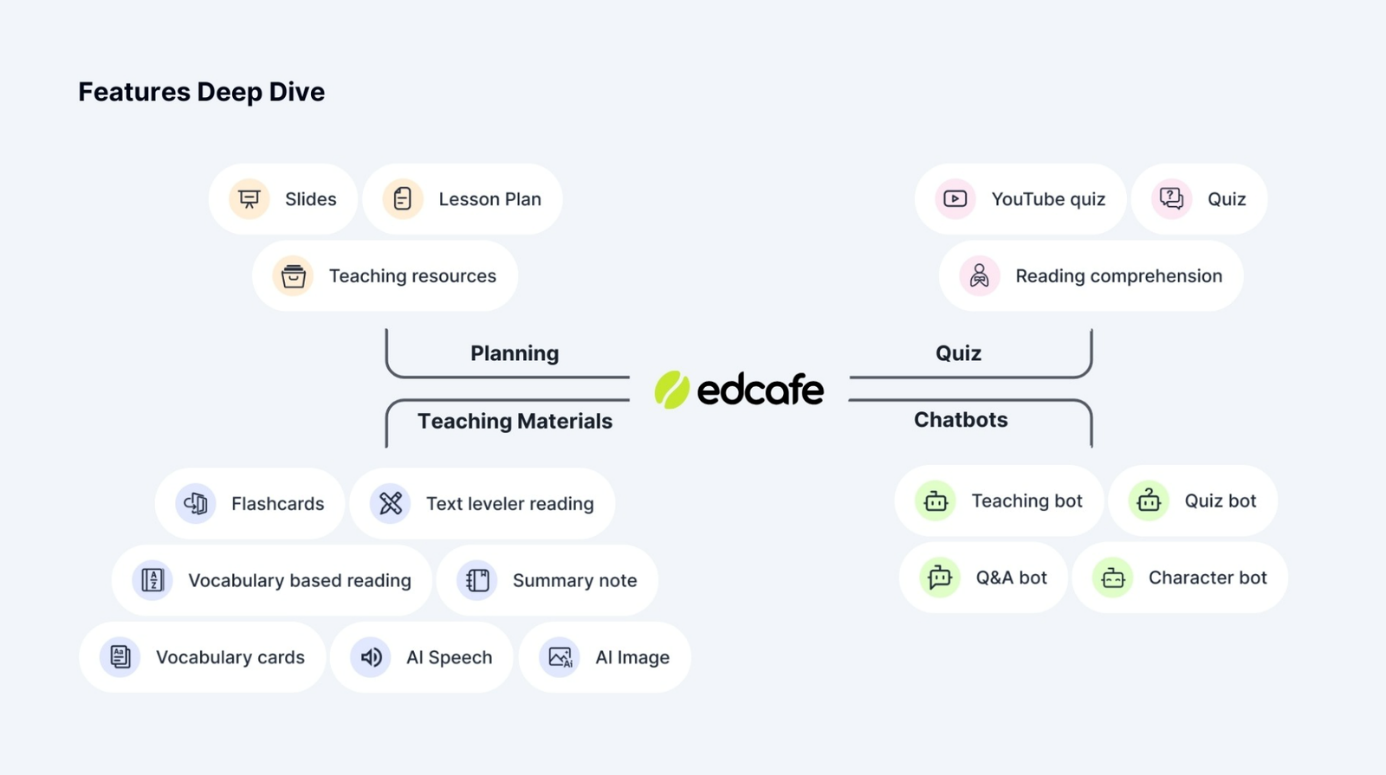 Features Deep Dive
Slides
Lesson Plan
Teaching resources
Planning
YouTube quiz
Quiz
Reading comprehension
Quiz
edcafe
Teaching Materials
Flashcards
Text leveler reading
Vocabulary based reading
Summary note
Vocabulary cards
AI Speech
AI Image
Chatbots
Teaching bot
Quiz bot
Q&A bot
Character bot